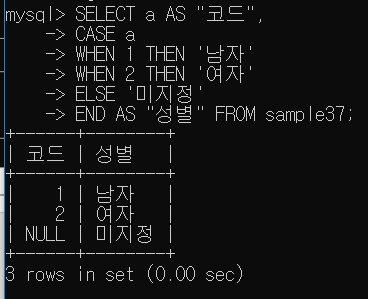 mysql> SELECT a AS "코드",
    -> CASE a
    -> WHEN 1 THEN '남자'
    -> WHEN 2 THEN '여자'
    -> ELSE '미지정'
    -> END AS "성별" FROM sample37;
+------+--------+
| 코드 | 성별   |
+------+--------+
|    1 | 남자   |
|    2 | 여자   |
| NULL | 미지정 |
+------+--------+
3 rows in set (0.00 sec)